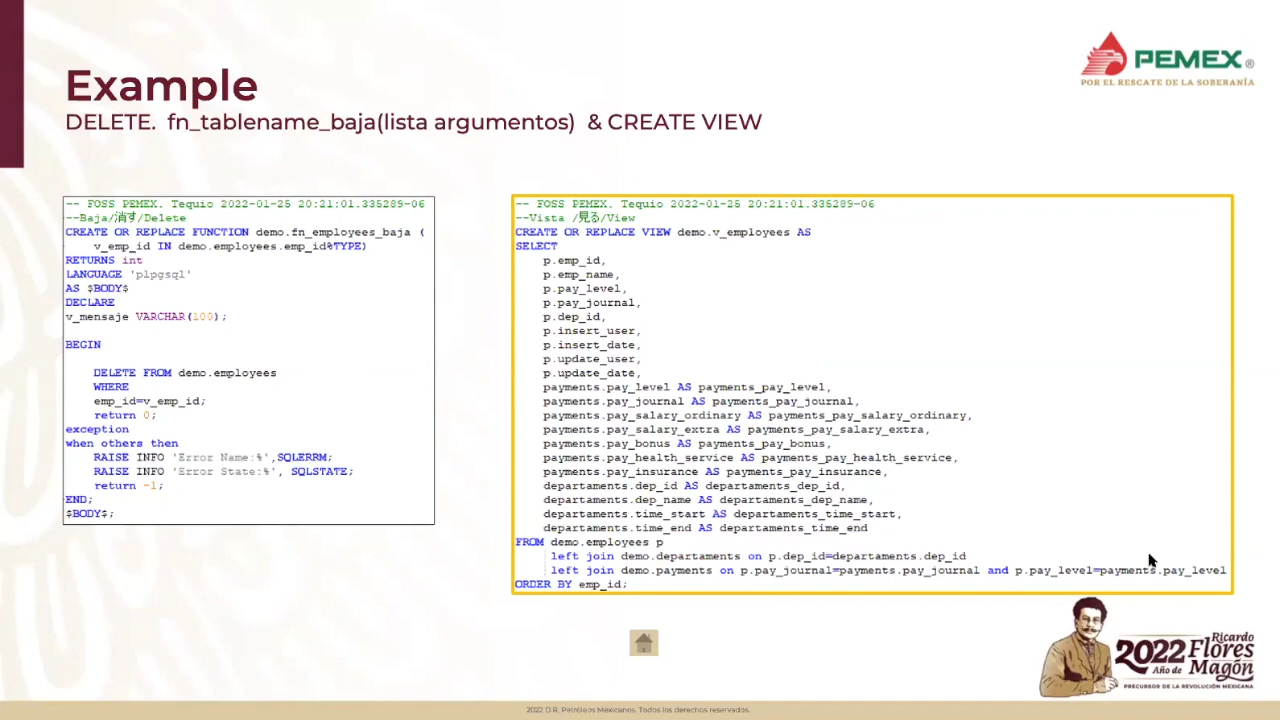 PEMEX®
POR EL RESCATE DE LA SOBERANÍA
Example
DELETE. fn_tablename_baja(lista argumentos) & CREATE VIEW
-- FOSS PEMEX. Tequio 2022-01-25 20:21:01.335289-06
--Baja/消す/Delete
CREATE OR REPLACE FUNCTION demo.fn_employees_baja (
v_emp_id IN demo.employees.emp_id%TYPE)
RETURNS int
LANGUAGE 'plpgsql'
AS $BODY$
DECLARE
v_mensaje VARCHAR(100);
BEGIN
DELETE FROM demo.employees
WHERE
emp_id=v_emp_id;
return 0;
exception
when others then
RAISE INFO 'Error Name:%',SQLERRM;
RAISE INFO 'Error State:%', SQLSTATE;
return -1;
END;
$BODY$;
-- FOSS PEMEX. Tequio 2022-01-25 20:21:01.335289-06
--Vista /見る/View
CREATE OR REPLACE VIEW demo.v_employees AS
SELECT
p.emp_id,
p.emp_name,
p.pay_level,
p.pay_journal,
p.dep_id,
p.insert_user,
p.insert_date,
p.update_user,
p.update_date,
payments.pay_level AS payments_pay_level,
payments.pay_journal AS payments_pay_journal,
payments.pay_salary_ordinary AS payments_pay_salary_ordinary,
payments.pay_salary_extra AS payments_pay_salary_extra,
payments.pay_bonus AS payments_pay_bonus,
payments.pay_health_service AS payments_pay_health_service,
payments.pay_insurance AS payments_pay_insurance,
departaments.dep_id AS departaments_dep_id,
departaments.dep_name AS departaments_dep_name,
departaments.time_start AS departaments_time_start,
departaments.time_end AS departaments_time_end
FROM demo.employees p
left join demo.departaments on p.dep_id=departaments.dep_id
left join demo.payments on p.pay_journal=payments.pay_journal and p.pay_level=payments.pay_level
ORDER BY emp_id;
2022 Ricardo
Año de Flores
Magón
PRECURSOR DE LA REVOLUCIÓN MEXICANA
2022. D.R. Petróleos Mexicanos. Todos los derechos reservados.